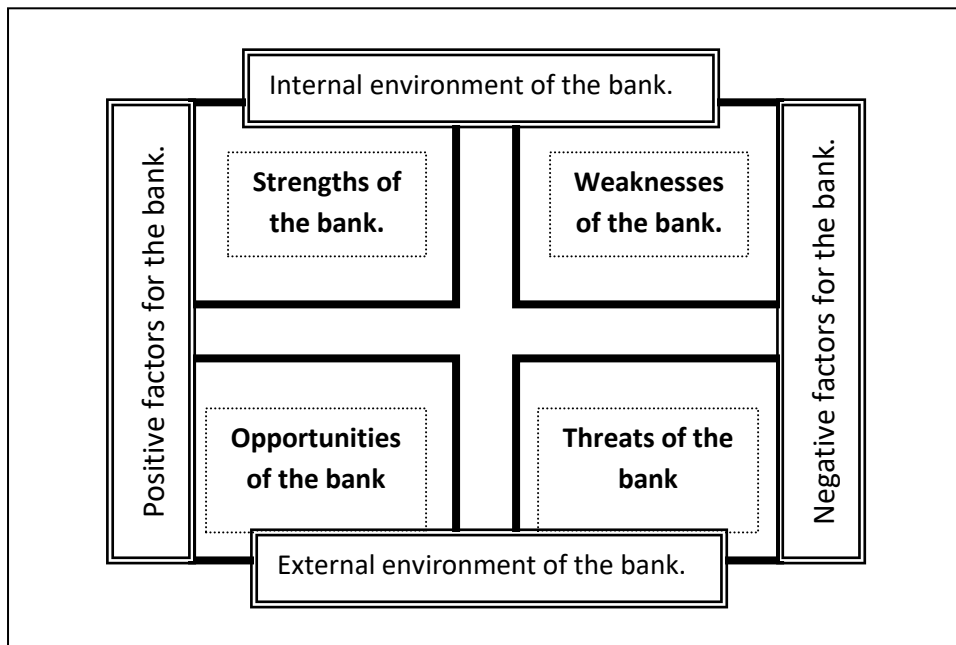 Internal environment of the bank.
Positive factors for the bank.
Strengths of
the bank.
Weaknesses
of the bank.
Negative factors for the bank.
Opportunities
of the bank
Threats of the
bank
External environment of the bank.